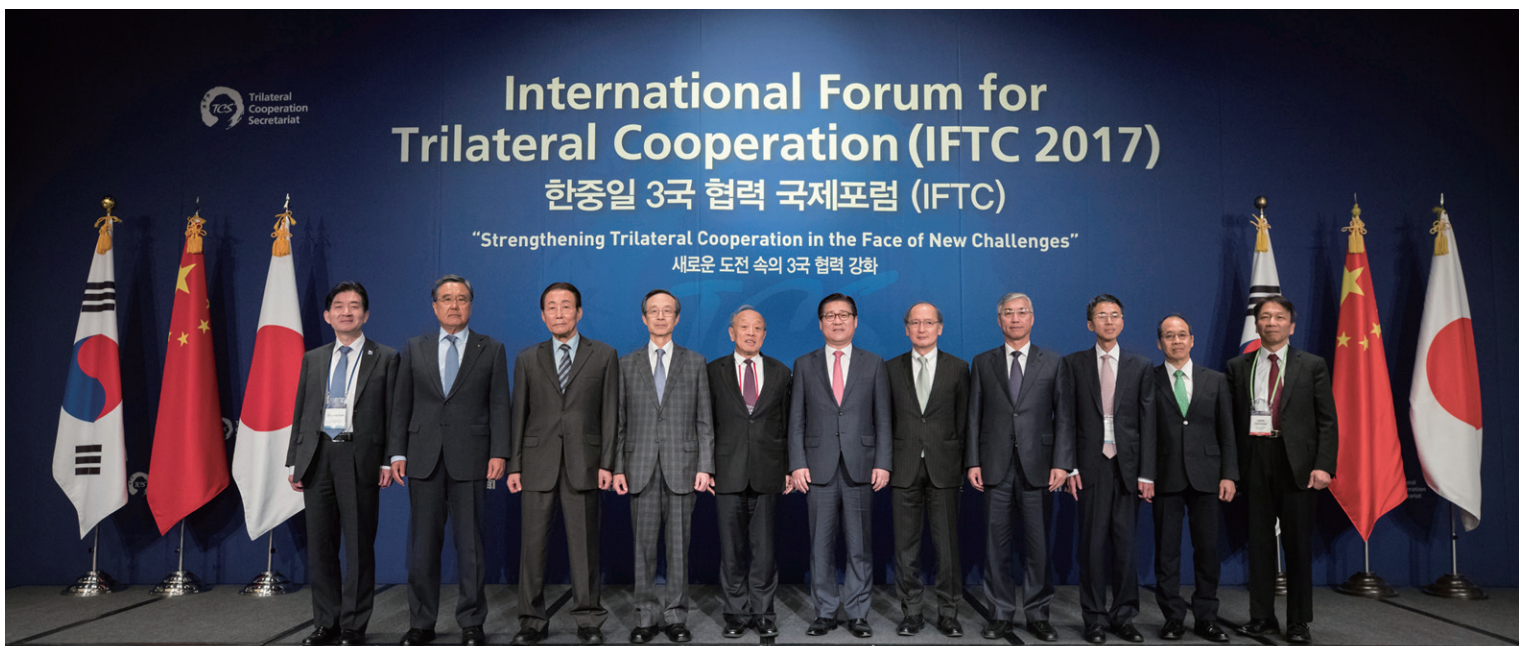 TCS
Trilateral
Cooperation
Secretariat
International Forum for
Trilateral Cooperation (IFTC 2017)
한중일 3국 협력 국제포럼 (IFTC)
“Strengthening Trilateral Cooperation in the Face of New Challenges”
새로운 도전 속의 3국 협력 강화
TCS